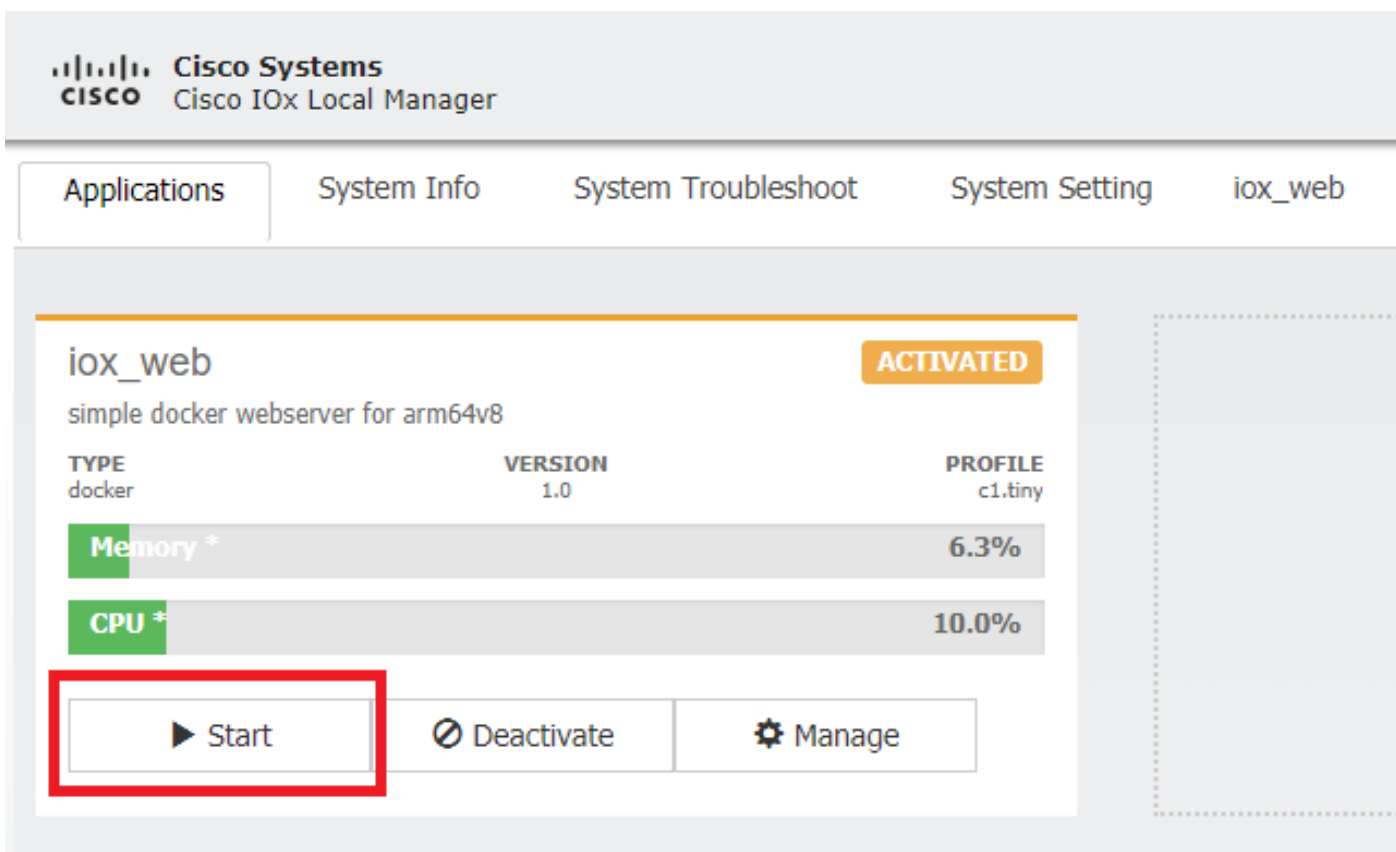 Cisco Systems
CISCO Cisco IOx Local Manager
Applications System Info System Troubleshoot System Setting iox_web
iox_web ACTIVATED
simple docker webserver for arm64v8
TYPE VERSION PROFILE
docker 1.0 c1.tiny
Memory * 6.3%
CPU * 10.0%
Start Deactivate Manage